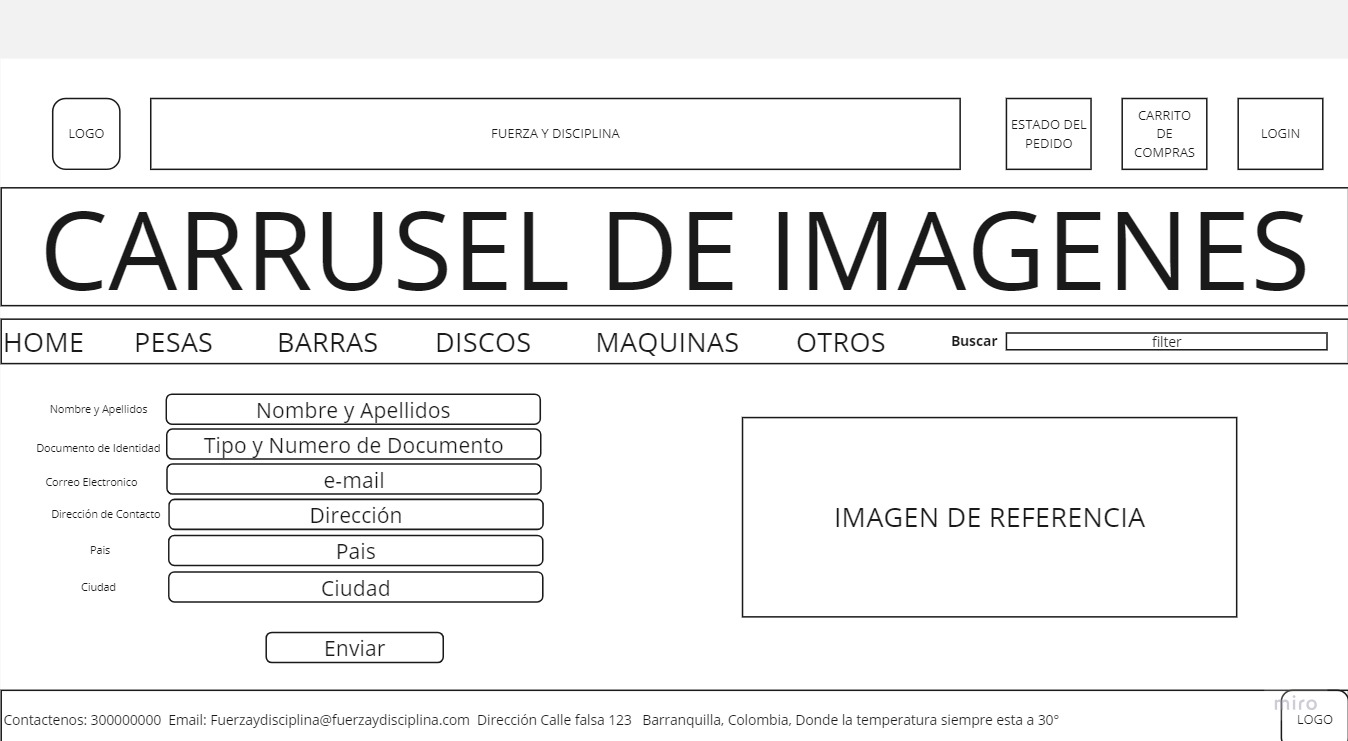 LOGO
FUERZA Y DISCIPLINA
ESTADO DEL
PEDIDO
CARRITO
DE
COMPRAS
LOGIN
CARRUSEL DE IMAGENES
HOME PESAS BARRAS DISCOS MAQUINAS OTROS Buscar filter
Nombre y Apellidos Nombre y Apellidos
Documento de Identidad Tipo y Numero de Documento
Correo Electronico e-mail
Dirección de Contacto Dirección
Pais Pais
Ciudad Ciudad
Enviar
IMAGEN DE REFERENCIA
Contactenos: 300000000 Email: Fuerzaydisciplina@fuerzaydisciplina.com Dirección Calle falsa 123 Barranquilla, Colombia, Donde la temperatura siempre esta a 30°
miro
LOGO